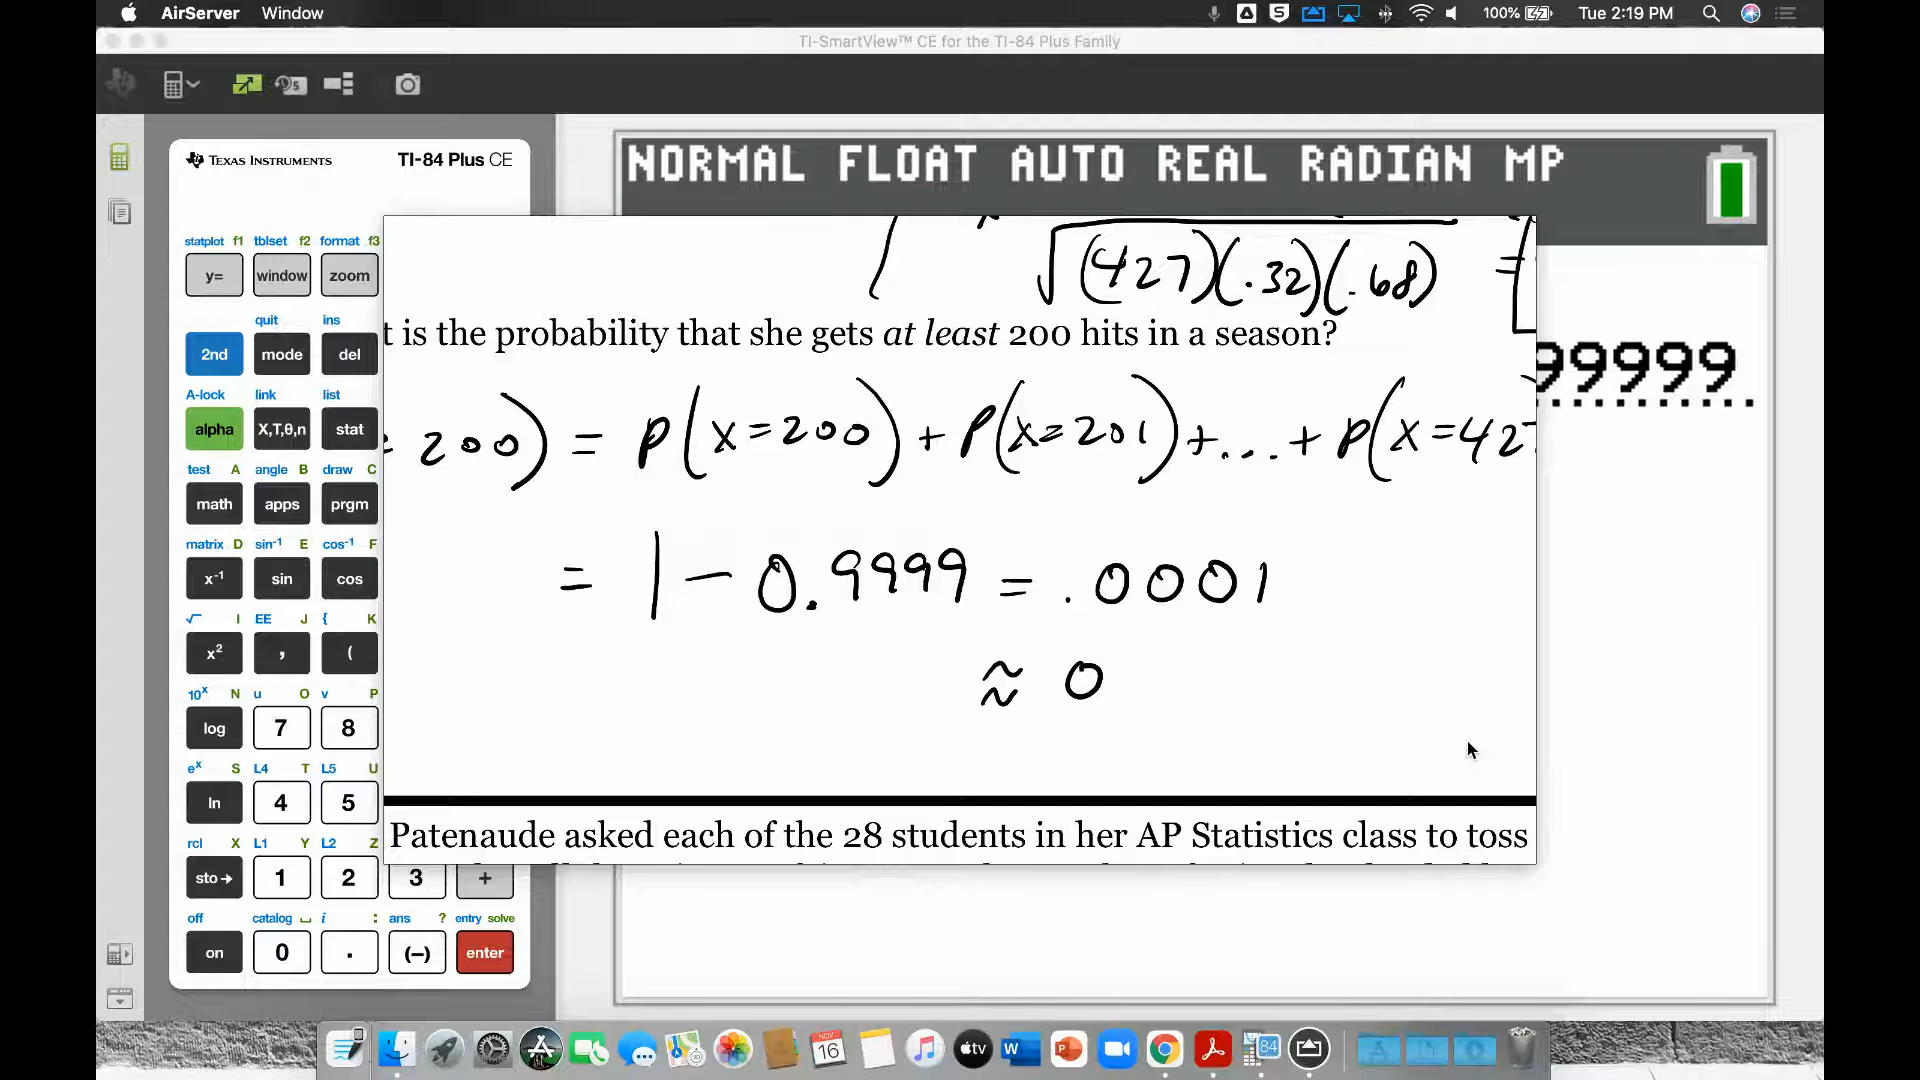 AirServer Window 100% Tue 2:19 PM
TI-SmartView™ CE for the TI-84 Plus Family
TEXAS INSTRUMENTS TI-84 Plus CE
NORMAL FLOAT AUTO REAL RADIAN MP
statplot f1 tblset f2 format f3
y= window zoom
√(427)(.32)(.68) =
t is the probability that she gets at least 200 hits in a season?
99999
quit ins
2nd mode del
A-lock link list
alpha X,T,θ,n stat
200) = P(X=200) + P(X=201) + ... + P(X=42
test A angle B draw C
math apps prgm
matrix D sin⁻¹ E cos⁻¹ F
x⁻¹ sin cos
= 1 - 0.9999 = .0001
√ I EE J { K
x² , (
≈ 0
10ˣ N u O v P
log 7 8
eˣ S L4 T L5 U
ln 4 5
Patenaude asked each of the 28 students in her AP Statistics class to toss
rcl X L1 Y L2 Z
sto→ 1 2 3 +
off catalog i : ans ? entry solve
on 0 . (–) enter
NOV
16
tv
W
P
84